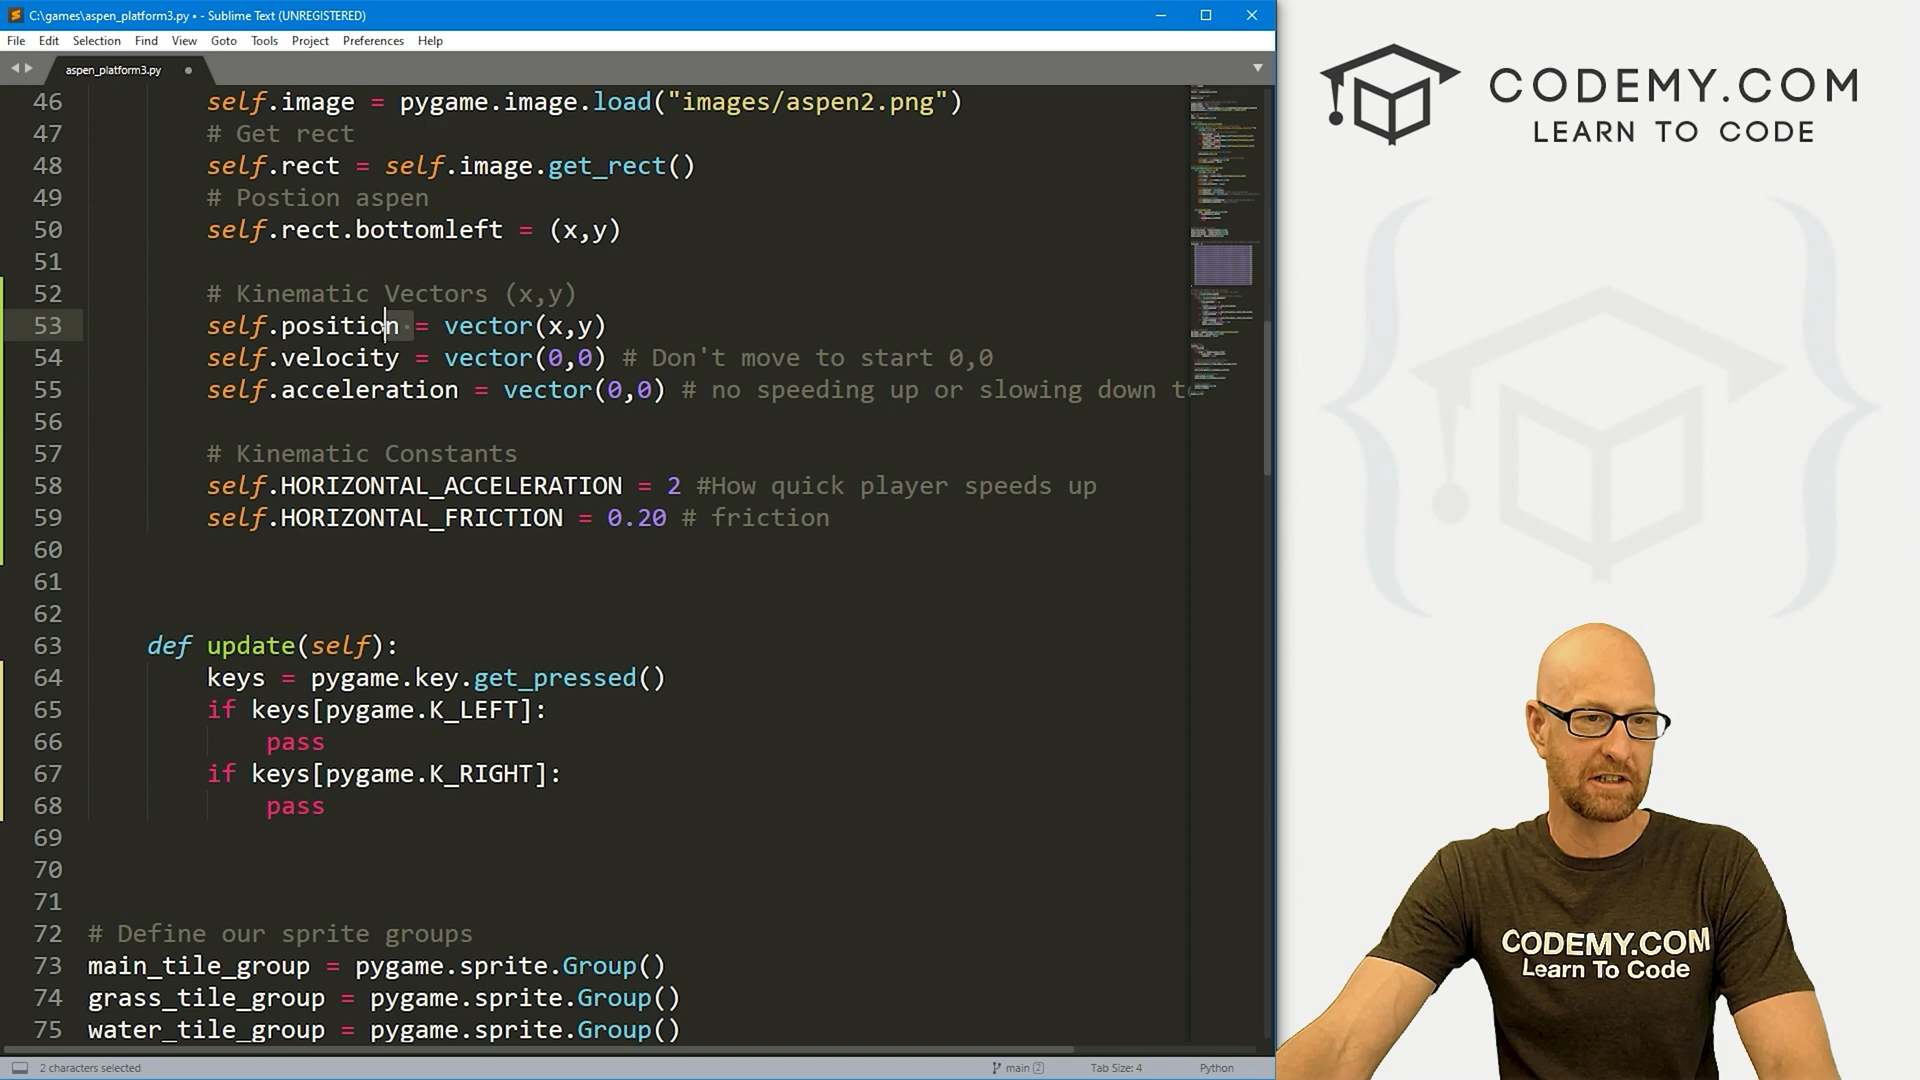 C:\games\aspen_platform3.py • - Sublime Text (UNREGISTERED)
File Edit Selection Find View Goto Tools Project Preferences Help
aspen_platform3.py
46 self.image = pygame.image.load("images/aspen2.png")
47 # Get rect
48 self.rect = self.image.get_rect()
49 # Postion aspen
50 self.rect.bottomleft = (x,y)
51
52 # Kinematic Vectors (x,y)
53 self.position = vector(x,y)
54 self.velocity = vector(0,0) # Don't move to start 0,0
55 self.acceleration = vector(0,0) # no speeding up or slowing down t
56
57 # Kinematic Constants
58 self.HORIZONTAL_ACCELERATION = 2 #How quick player speeds up
59 self.HORIZONTAL_FRICTION = 0.20 # friction
60
61
62
63 def update(self):
64 keys = pygame.key.get_pressed()
65 if keys[pygame.K_LEFT]:
66 pass
67 if keys[pygame.K_RIGHT]:
68 pass
69
70
71
72 # Define our sprite groups
73 main_tile_group = pygame.sprite.Group()
74 grass_tile_group = pygame.sprite.Group()
75 water_tile_group = pygame.sprite.Group()
2 characters selected
main 2
Tab Size: 4
Python
CODEMY.COM
LEARN TO CODE
CODEMY.COM
Learn To Code